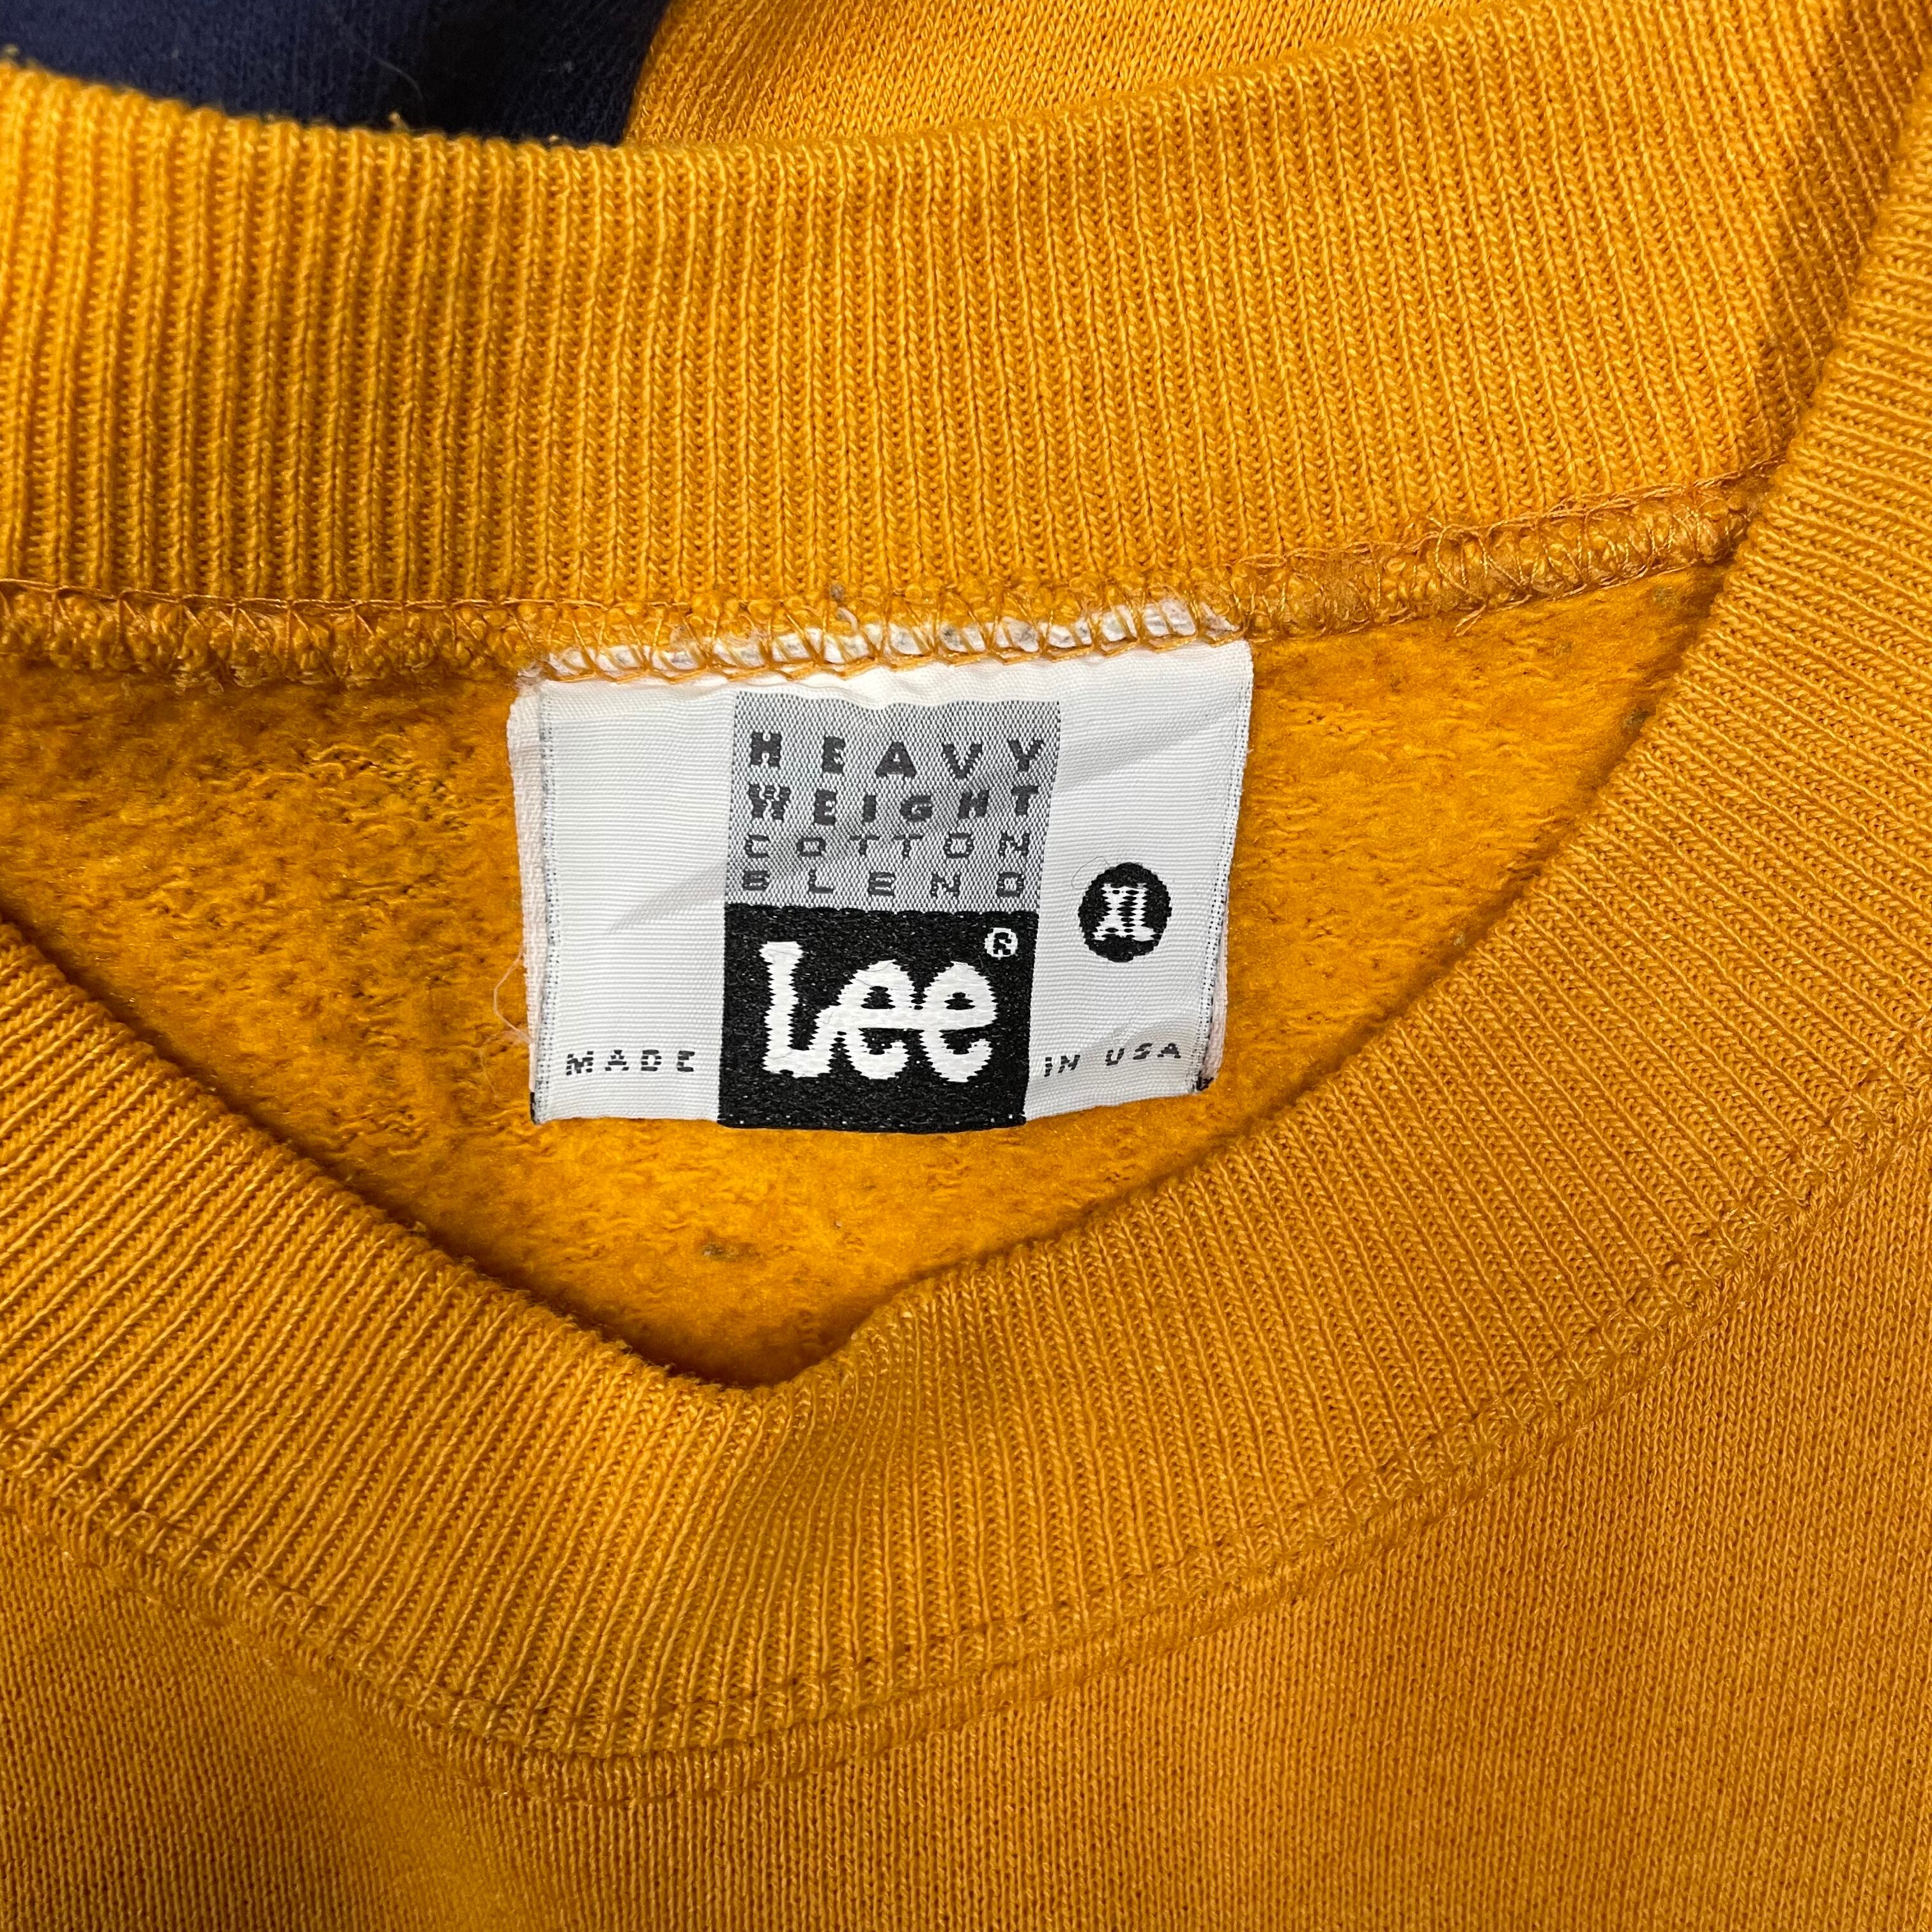 HEAVY
WEIGHT
COTTON
BLEND
XL
Lee®
MADE IN USA